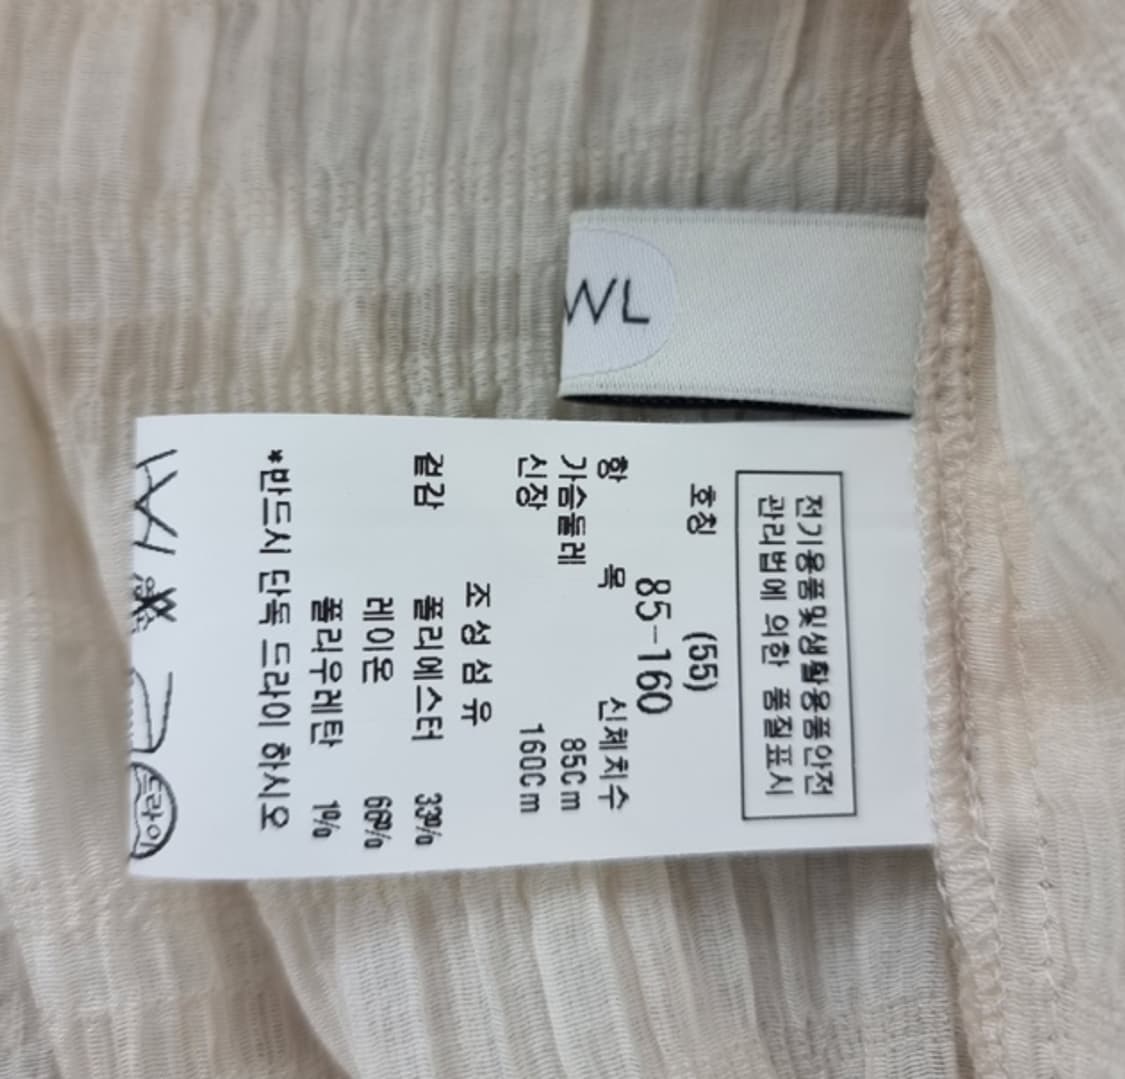 WL
전기용품및생활용품안전
관리법에 의한 품질표시
호칭 (55)
85-160
항 목 신체치수
가슴둘레 85Cm
신장 160Cm
조성섬유
겉감 폴리에스터 33%
레이온 66%
폴리우레탄 1%
*반드시 단독 드라이 하시오
드라이